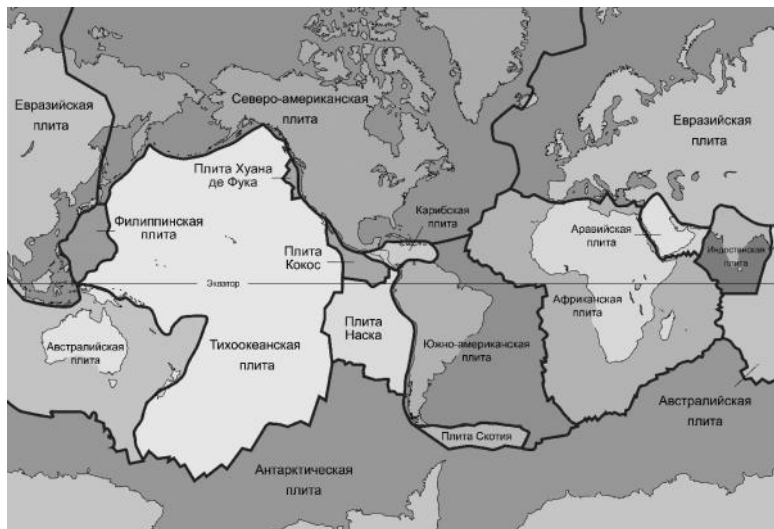 Евразийская
плита
Северо-американская
плита
Евразийская
плита
Плита Хуана
де Фука
Филиппинская
плита
Карибская
плита
Аравийская
плита
Индостанская
плита
Плита
Кокос
Экватор
Африканская
плита
Австралийская
плита
Тихоокеанская
плита
Плита
Наска
Южно-американская
плита
Австралийская
плита
Плита Скотия
Антарктическая
плита